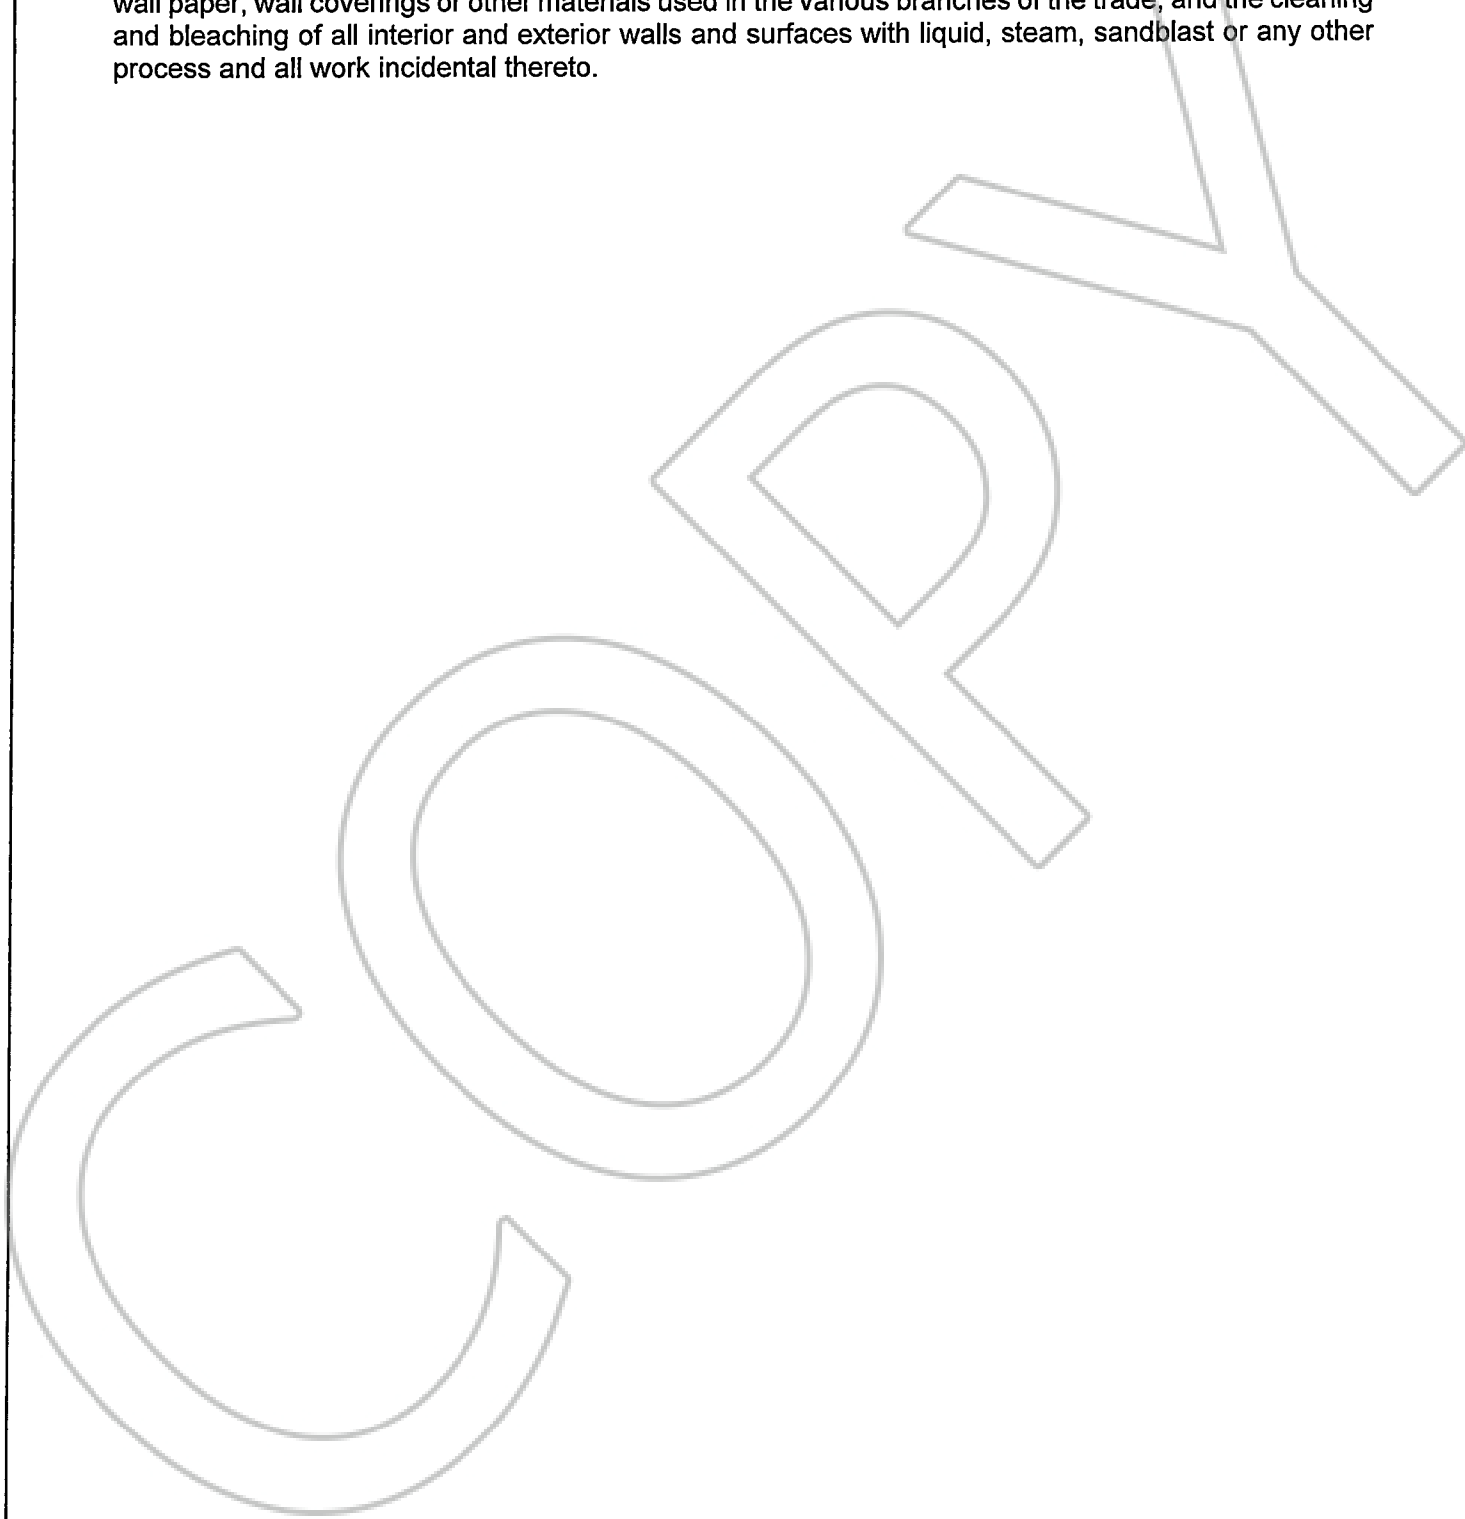 wall paper, wall coverings or other materials used in the various branches of the trade, and the cleaning
and bleaching of all interior and exterior walls and surfaces with liquid, steam, sandblast or any other
process and all work incidental thereto.
COPY